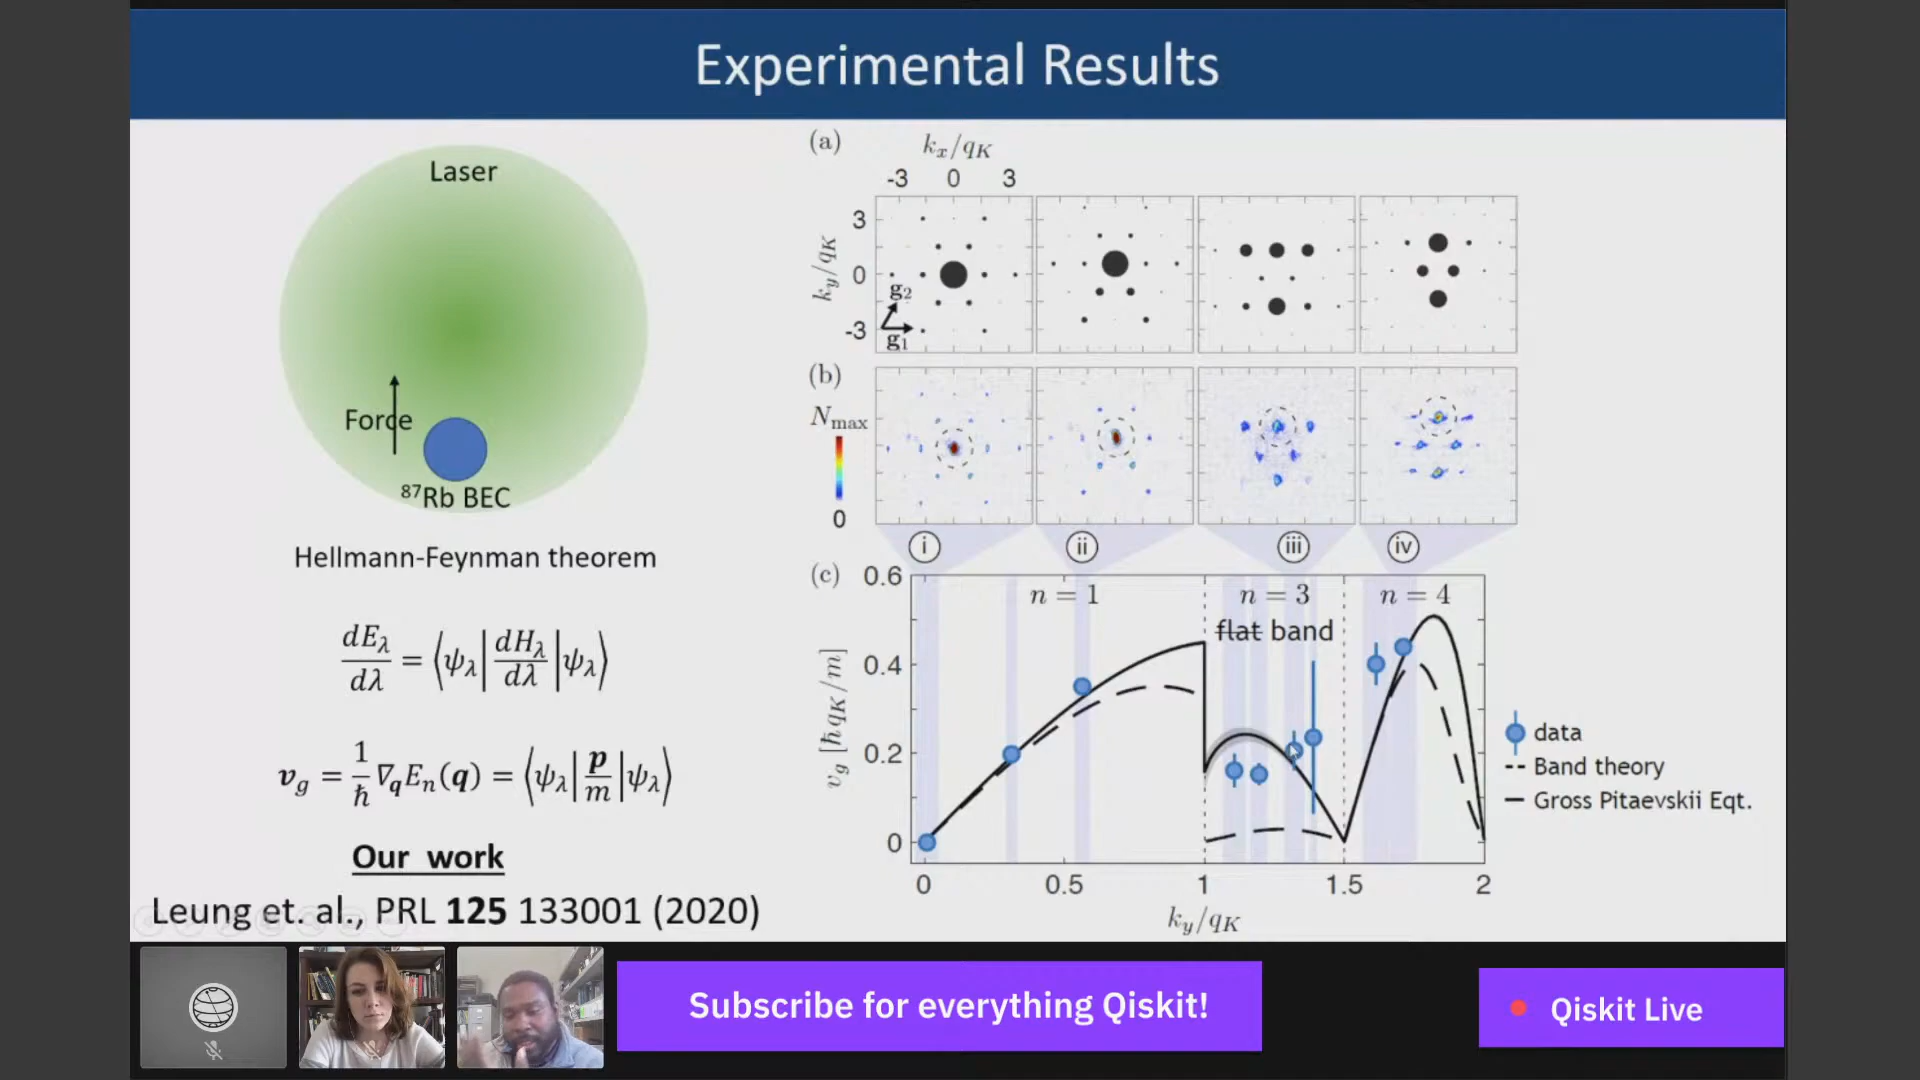 Experimental Results
Laser
Force
⁸⁷Rb BEC
Hellmann-Feynman theorem
dE_λ/dλ = ⟨ψ_λ|dH_λ/dλ|ψ_λ⟩
v_g = 1/ħ ∇_q E_n(q) = ⟨ψ_λ|p/m|ψ_λ⟩
Our work
Leung et. al., PRL 125 133001 (2020)
(a)
k_x/q_K
-3 0 3
k_y/q_K
3
0
-3
g₂
g₁
(b)
N_max
0
i ii iii iv
(c)
n = 1 n = 3 n = 4
flat band
v_g [ħq_K/m]
0.6
0.4
0.2
0
0 0.5 1 1.5 2
k_y/q_K
data
Band theory
Gross Pitaevskii Eqt.
Subscribe for everything Qiskit!
Qiskit Live